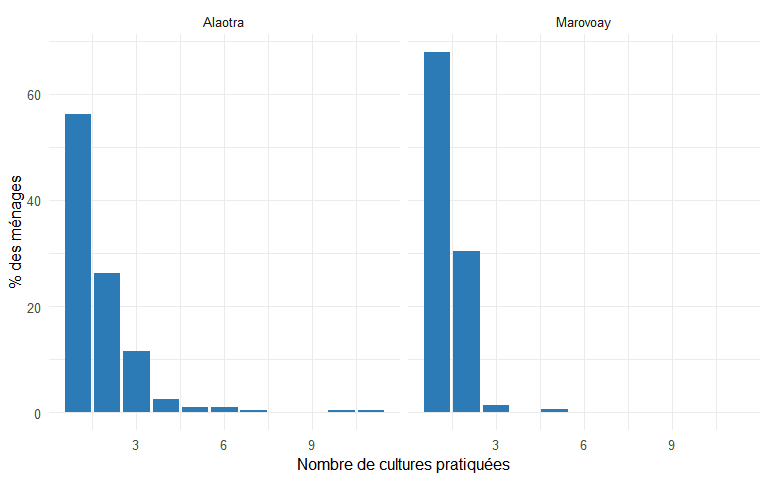 Alaotra
Marovoay
% des ménages
60
40
20
0
3
6
9
3
6
9
Nombre de cultures pratiquées